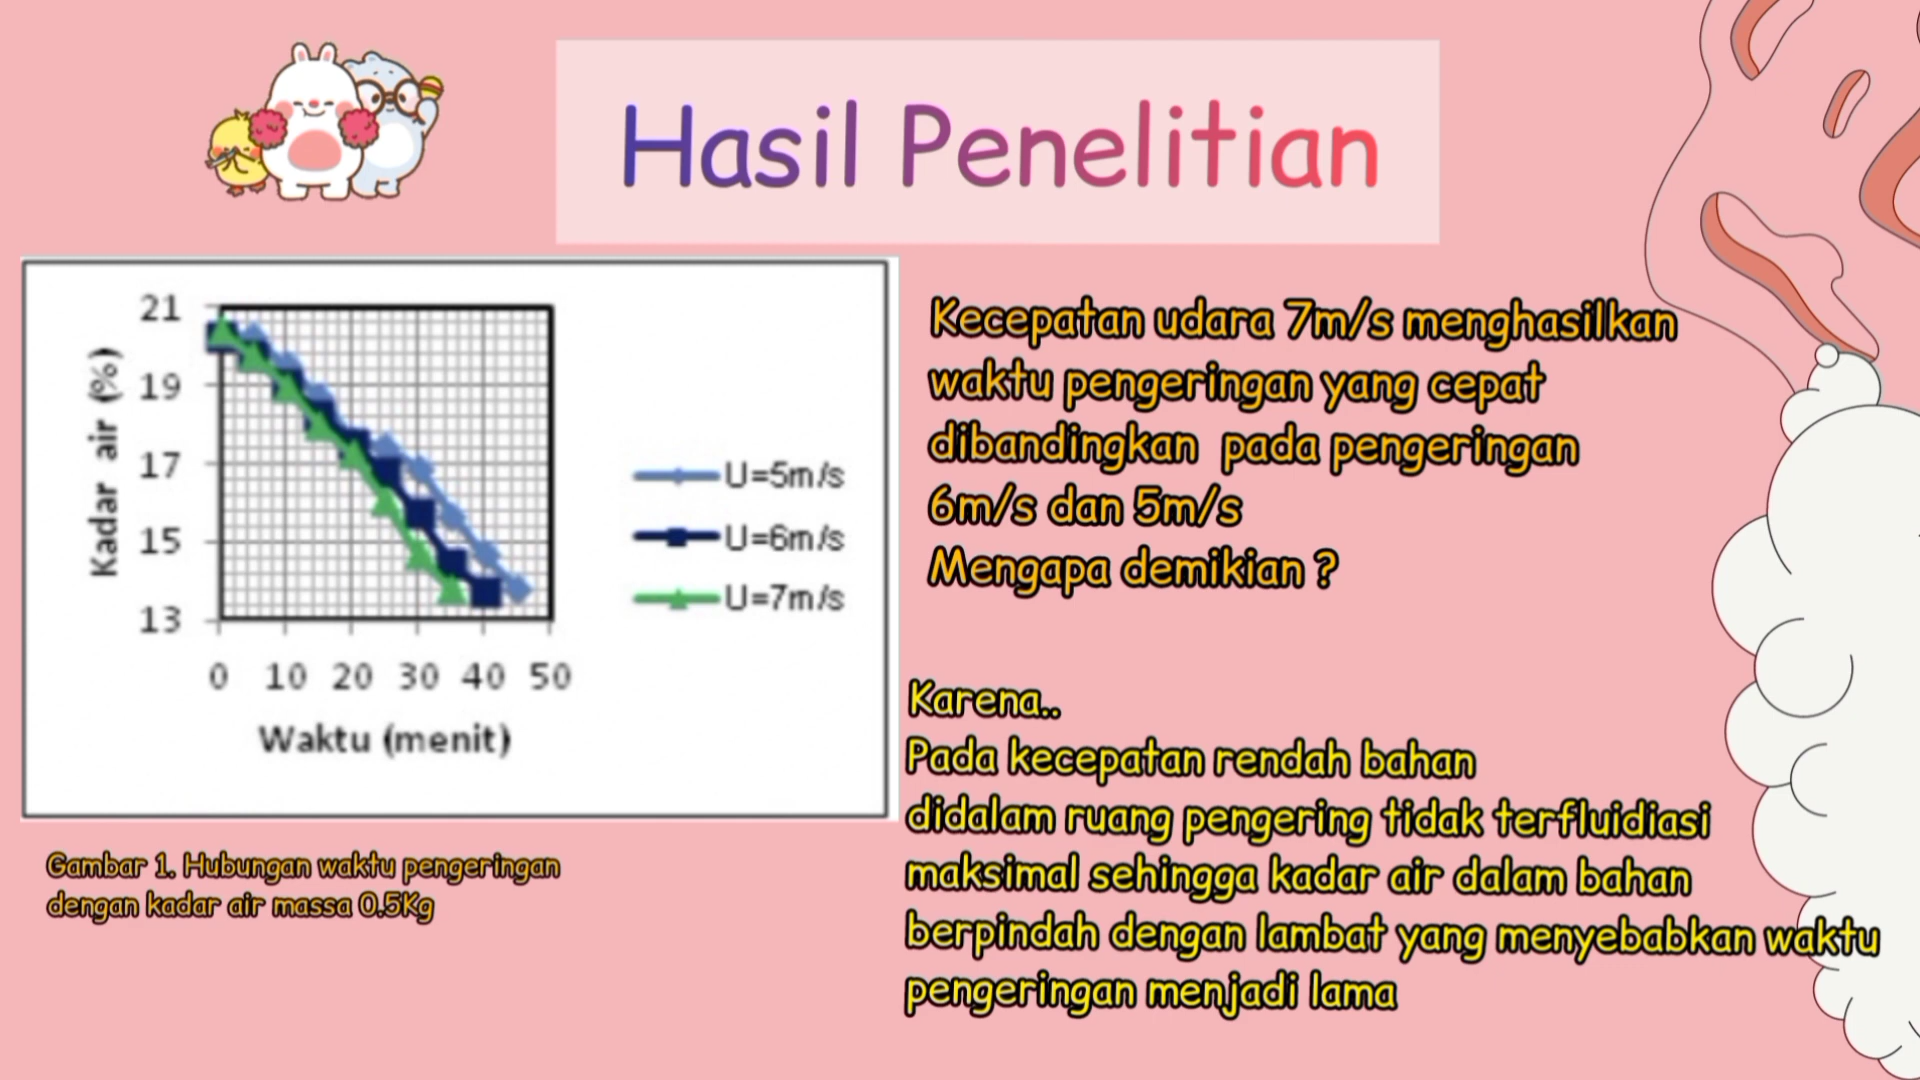 Hasil Penelitian
21
19
17
15
13
Kadar air (%)
0 10 20 30 40 50
Waktu (menit)
U=5m/s
U=6m/s
U=7m/s
Gambar 1. Hubungan waktu pengeringan
dengan kadar air massa 0.5Kg
Kecepatan udara 7m/s menghasilkan
waktu pengeringan yang cepat
dibandingkan pada pengeringan
6m/s dan 5m/s
Mengapa demikian ?
Karena..
Pada kecepatan rendah bahan
didalam ruang pengering tidak terfluidiasi
maksimal sehingga kadar air dalam bahan
berpindah dengan lambat yang menyebabkan waktu
pengeringan menjadi lama